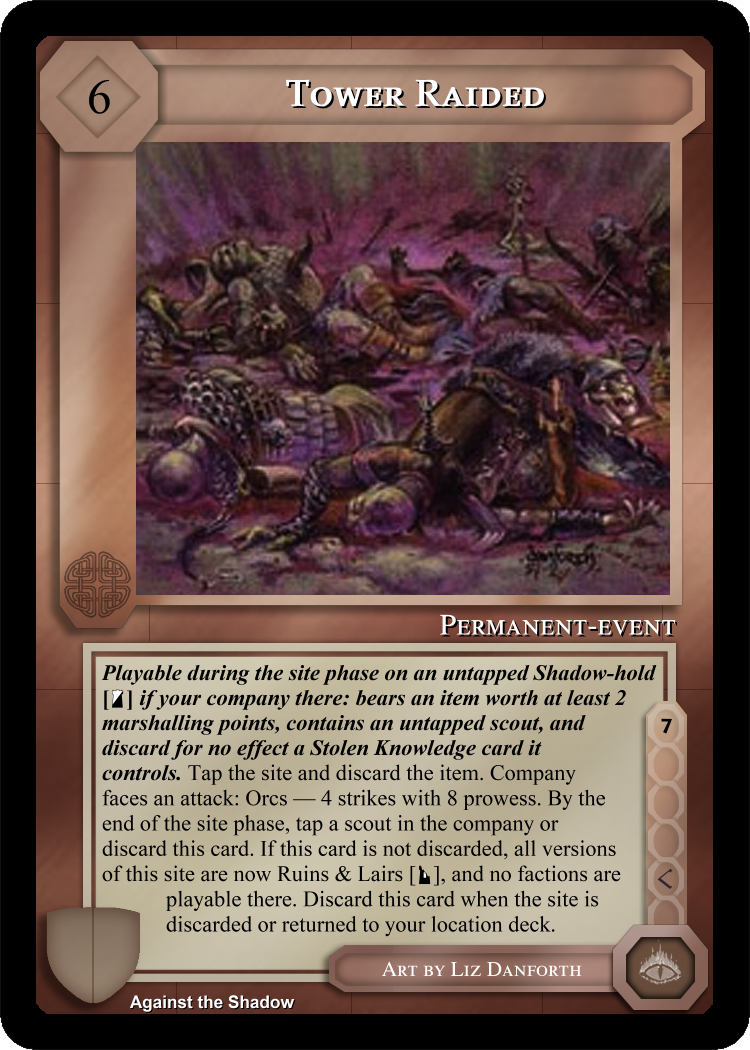 6
Tower Raided
Permanent-event
Playable during the site phase on an untapped Shadow-hold
[] if your company there: bears an item worth at least 2
marshalling points, contains an untapped scout, and
discard for no effect a Stolen Knowledge card it
controls. Tap the site and discard the item. Company
faces an attack: Orcs — 4 strikes with 8 prowess. By the
end of the site phase, tap a scout in the company or
discard this card. If this card is not discarded, all versions
of this site are now Ruins & Lairs [], and no factions are
playable there. Discard this card when the site is
discarded or returned to your location deck.
7
Art by Liz Danforth
Against the Shadow